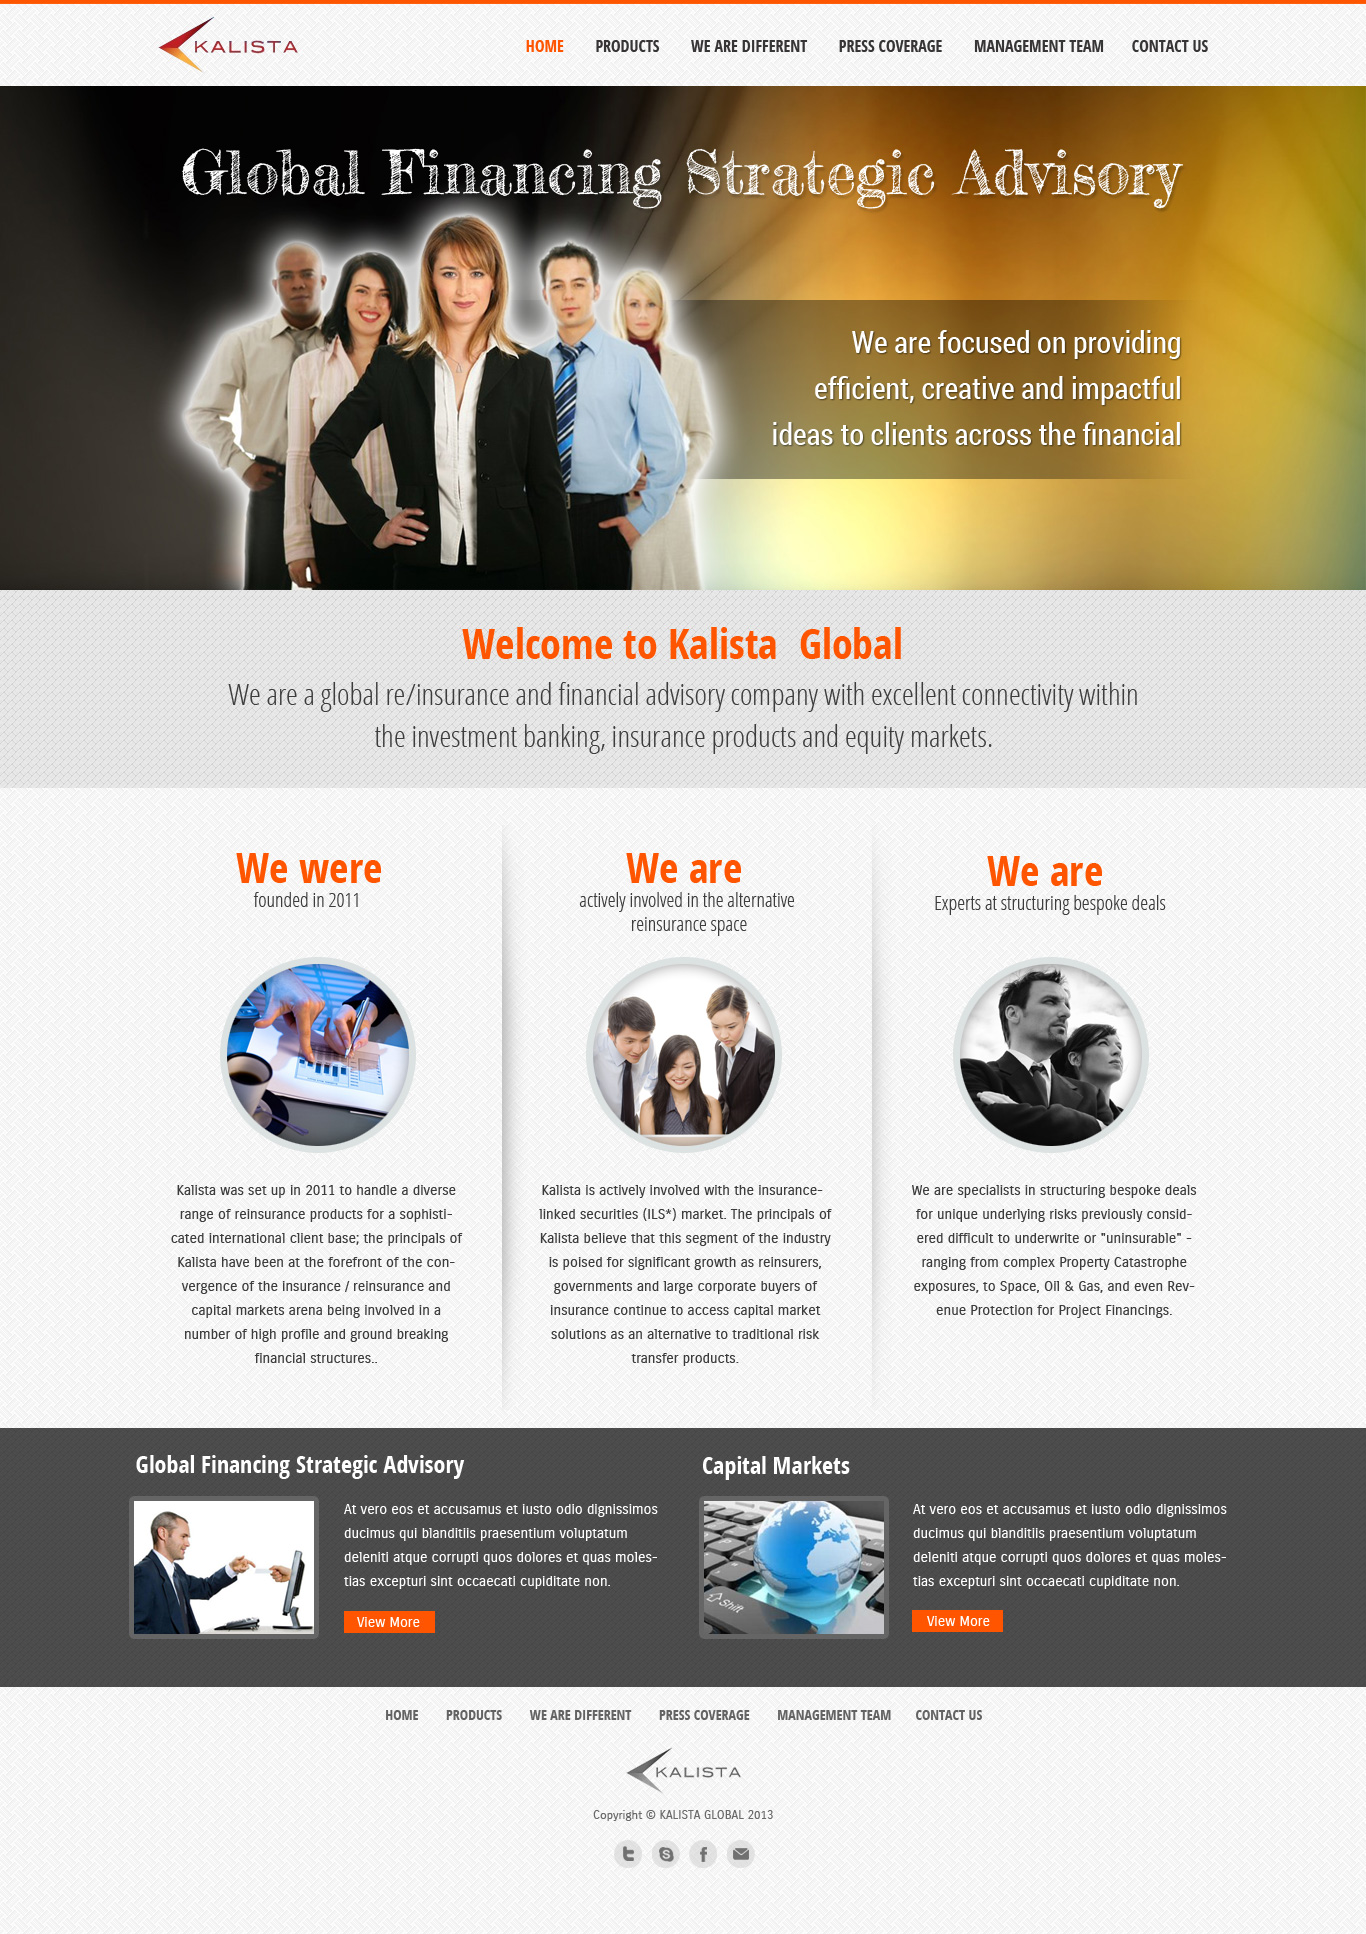 KALISTA
HOME PRODUCTS WE ARE DIFFERENT PRESS COVERAGE MANAGEMENT TEAM CONTACT US
Global Financing Strategic Advisory
We are focused on providing
efficient, creative and impactful
ideas to clients across the financial
Welcome to Kalista Global
We are a global re/insurance and financial advisory company with excellent connectivity within
the investment banking, insurance products and equity markets.
We were
founded in 2011
Kalista was set up in 2011 to handle a diverse
range of reinsurance products for a sophisti-
cated international client base; the principals of
Kalista have been at the forefront of the con-
vergence of the insurance / reinsurance and
capital markets arena being involved in a
number of high profile and ground breaking
financial structures..
We are
actively involved in the alternative
reinsurance space
Kalista is actively involved with the insurance-
linked securities (ILS*) market. The principals of
Kalista believe that this segment of the industry
is poised for significant growth as reinsurers,
governments and large corporate buyers of
insurance continue to access capital market
solutions as an alternative to traditional risk
transfer products.
We are
Experts at structuring bespoke deals
We are specialists in structuring bespoke deals
for unique underlying risks previously consid-
ered difficult to underwrite or "uninsurable" -
ranging from complex Property Catastrophe
exposures, to Space, Oil & Gas, and even Rev-
enue Protection for Project Financings.
Global Financing Strategic Advisory
At vero eos et accusamus et iusto odio dignissimos
ducimus qui blanditiis praesentium voluptatum
deleniti atque corrupti quos dolores et quas moles-
tias excepturi sint occaecati cupiditate non.
View More
Capital Markets
Shift
At vero eos et accusamus et iusto odio dignissimos
ducimus qui blanditiis praesentium voluptatum
deleniti atque corrupti quos dolores et quas moles-
tias excepturi sint occaecati cupiditate non.
View More
HOME PRODUCTS WE ARE DIFFERENT PRESS COVERAGE MANAGEMENT TEAM CONTACT US
KALISTA
Copyright © KALISTA GLOBAL 2013